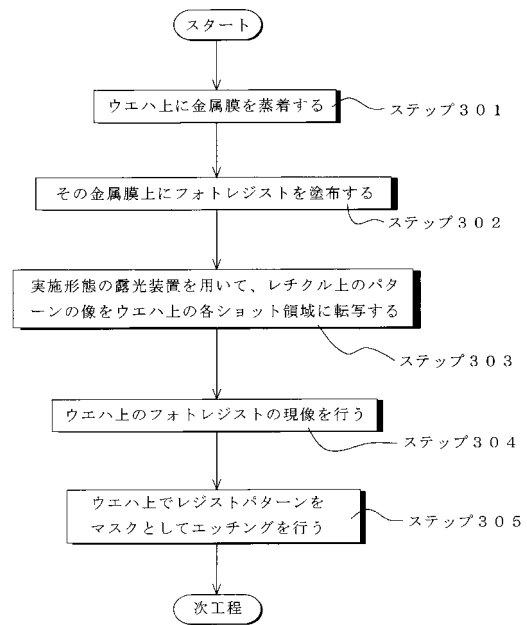 スタート
ウエハ上に金属膜を蒸着する
ステップ301
その金属膜上にフォトレジストを塗布する
ステップ302
実施形態の露光装置を用いて、レチクル上のパタ
ーンの像をウエハ上の各ショット領域に転写する
ステップ303
ウエハ上のフォトレジストの現像を行う
ステップ304
ウエハ上でレジストパターンを
マスクとしてエッチングを行う
ステップ305
次工程